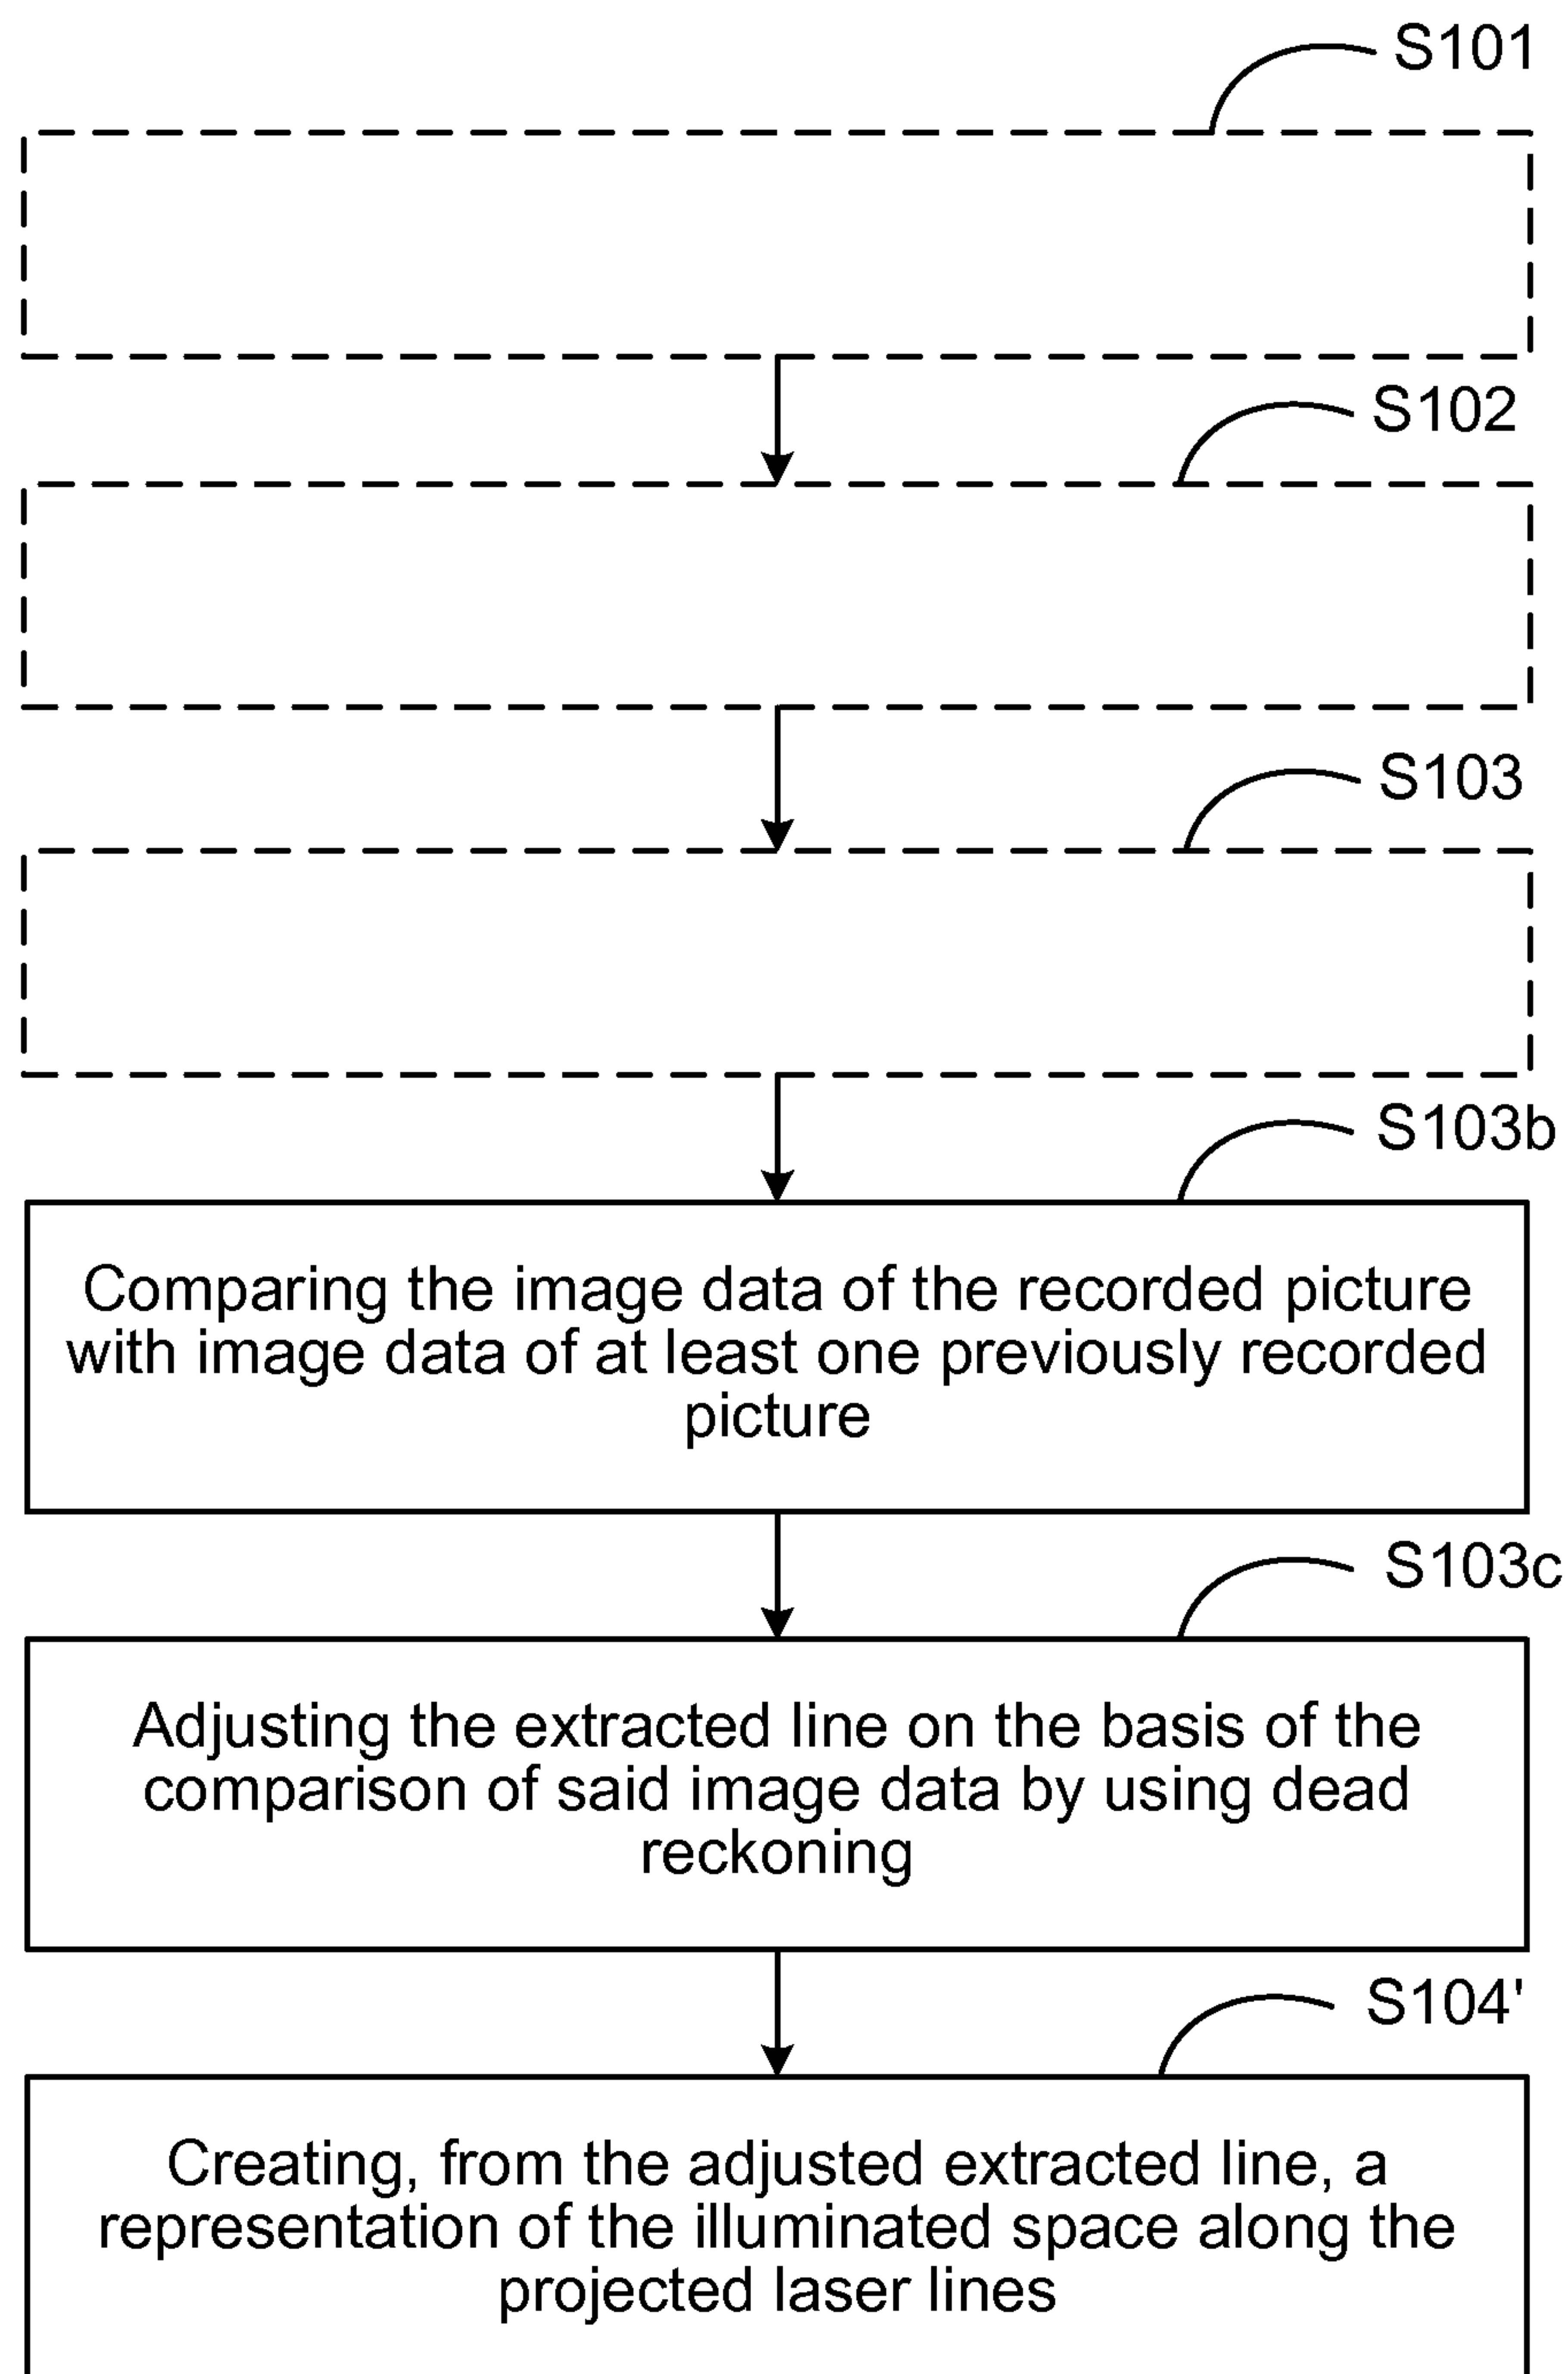 S101
S102
S103
S103b
Comparing the image data of the recorded picture
with image data of at least one previously recorded
picture
S103c
Adjusting the extracted line on the basis of the
comparison of said image data by using dead
reckoning
S104'
Creating, from the adjusted extracted line, a
representation of the illuminated space along the
projected laser lines